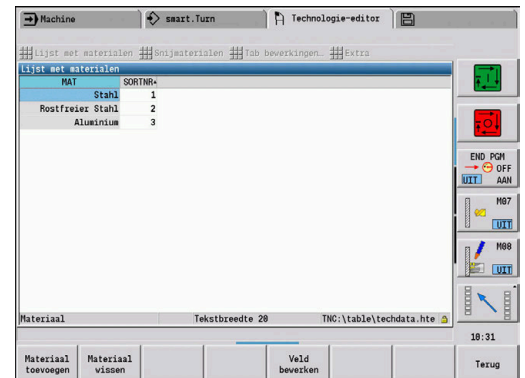 Machine
smart.Turn
Technologie-editor
Lijst met materialen
Snijmaterialen
Tab bewerkingen…
Extra
Lijst met materialen
MAT SORTNR
Stahl 1
Rostfreier Stahl 2
Aluminium 3
END PGM
OFF
UIT AAN
M07
UIT
M08
UIT
Materiaal Tekstbreedte 20 TNC:\table\techdata.hte
10:31
Materiaal toevoegen
Materiaal wissen
Veld bewerken
Terug